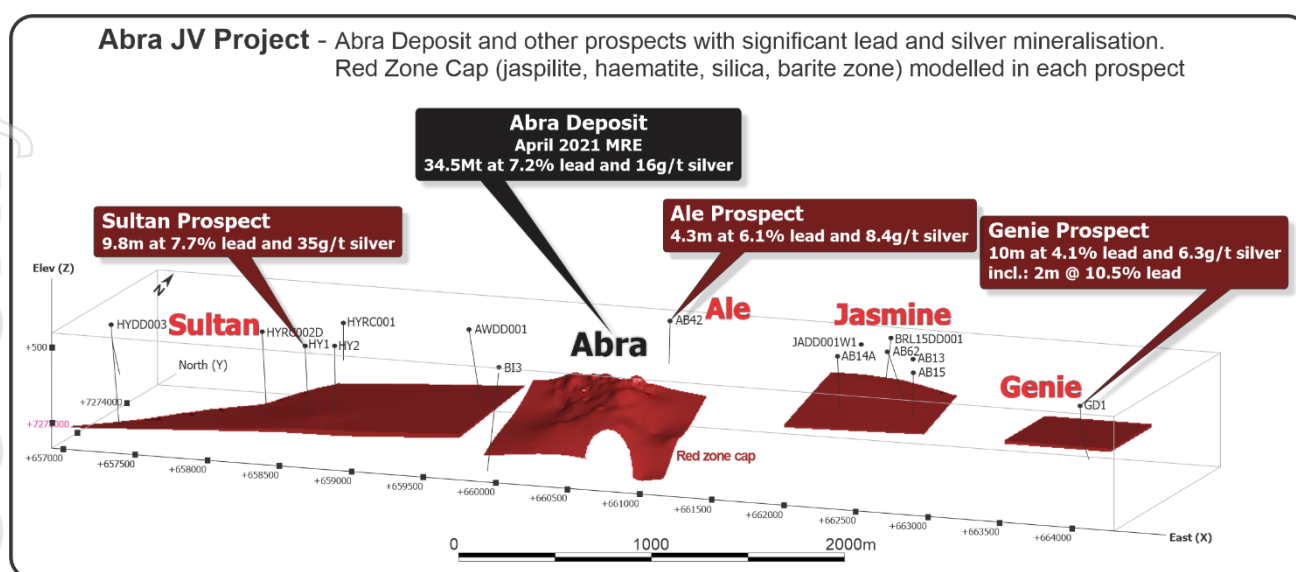 Abra JV Project - Abra Deposit and other prospects with significant lead and silver mineralisation.
Red Zone Cap (jaspilite, haematite, silica, barite zone) modelled in each prospect
Abra Deposit
April 2021 MRE
34.5Mt at 7.2% lead and 16g/t silver
Sultan Prospect
9.8m at 7.7% lead and 35g/t silver
Ale Prospect
4.3m at 6.1% lead and 8.4g/t silver
Genie Prospect
10m at 4.1% lead and 6.3g/t silver
incl.: 2m @ 10.5% lead
Elev (Z)
N
HYDD003
Sultan
HYRC002D
HYRC001
HY1
HY2
AWDD001
BI3
Abra
AB42
Ale
Jasmine
JADD001W1
BRL15DD001
AB14A
AB62
AB13
AB15
Genie
GD1
+500
North (Y)
+7274000
Red zone cap
+657000
+657500
+658000
+658500
+659000
+659500
+660000
+660500
+661000
+661500
+662000
+662500
+663000
+663500
+664000
East (X)
0
1000
2000m